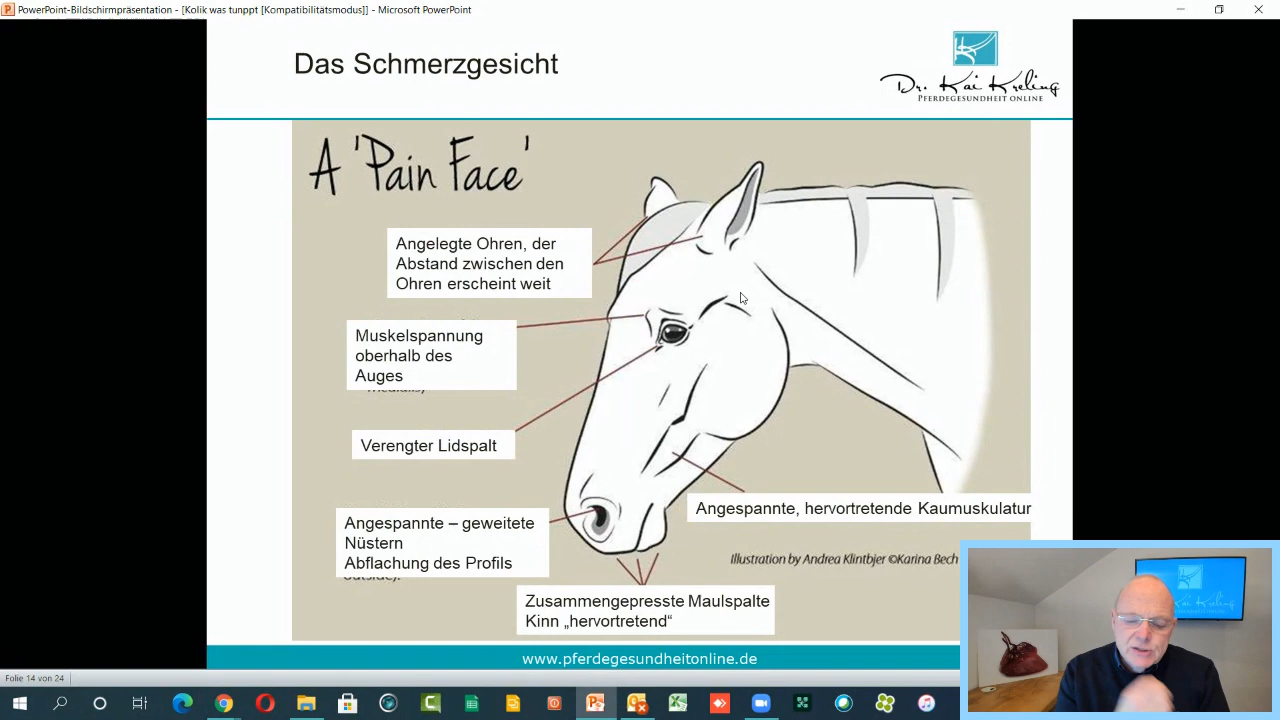 PowerPoint-Bildschirmpräsentation - [Kolik was tunppt [Kompatibilitätsmodus]] - Microsoft PowerPoint
Das Schmerzgesicht
Dr. Kai Kreling
PFERDEGESUNDHEIT ONLINE
A 'Pain Face'
Angelegte Ohren, der
Abstand zwischen den
Ohren erscheint weit
Muskelspannung
oberhalb des
Auges
Verengter Lidspalt
Angespannte – geweitete
Nüstern
Abflachung des Profils
Angespannte, hervortretende Kaumuskulatur
Illustration by Andrea Klintbjer ©Karina Bech
Zusammengepresste Maulspalte
Kinn „hervortretend“
www.pferdegesundheitonline.de
Folie 14 von 24